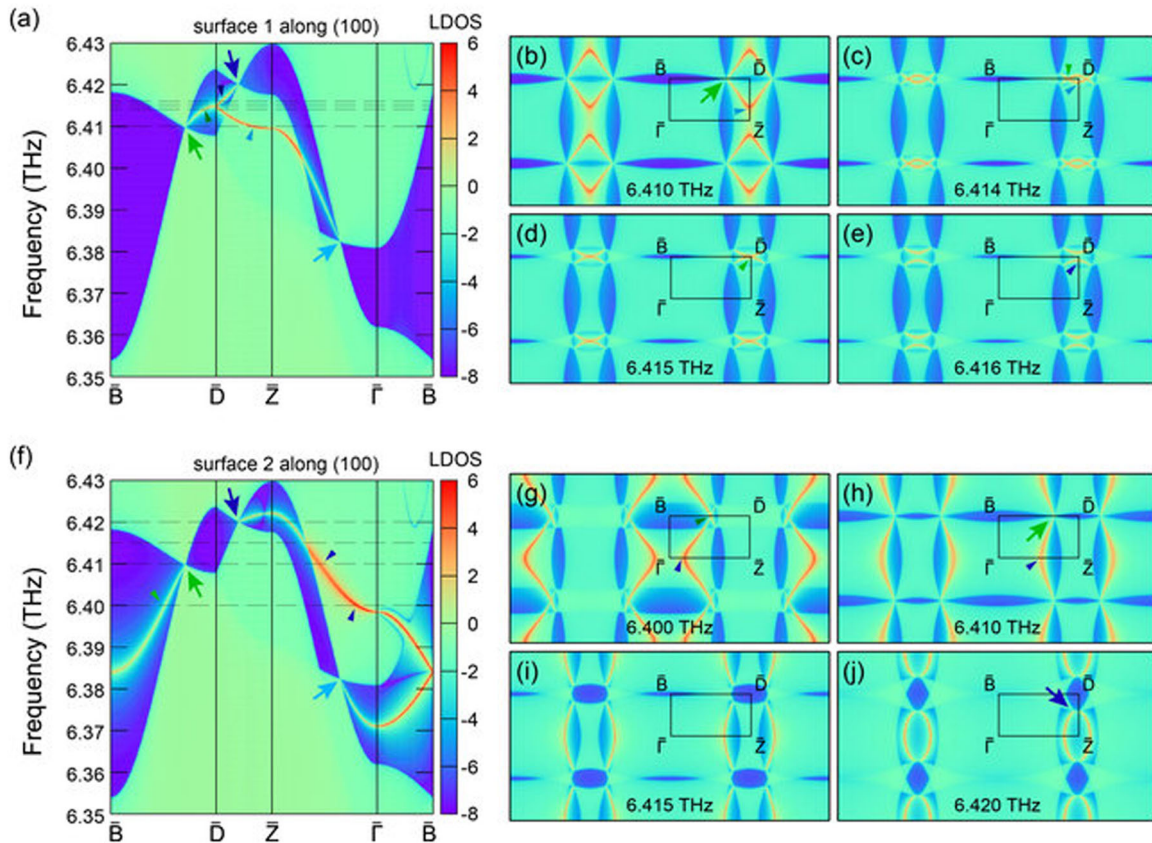 (a)
surface 1 along (100)
LDOS
Frequency (THz)
6.43
6.42
6.41
6.40
6.39
6.38
6.37
6.36
6.35
B̄ D̄ Z̄ Γ̄ B̄
6
4
2
0
-2
-4
-6
-8
(b)
B̄ D̄
Γ̄ Z̄
6.410 THz
(c)
B̄ D̄
Γ̄ Z̄
6.414 THz
(d)
B̄ D̄
Γ̄ Z̄
6.415 THz
(e)
B̄ D̄
Γ̄ Z̄
6.416 THz
(f)
surface 2 along (100)
LDOS
Frequency (THz)
6.43
6.42
6.41
6.40
6.39
6.38
6.37
6.36
6.35
B̄ D̄ Z̄ Γ̄ B̄
6
4
2
0
-2
-4
-6
-8
(g)
B̄ D̄
Γ̄ Z̄
6.400 THz
(h)
B̄ D̄
Γ̄ Z̄
6.410 THz
(i)
B̄ D̄
Γ̄ Z̄
6.415 THz
(j)
B̄ D̄
Γ̄ Z̄
6.420 THz